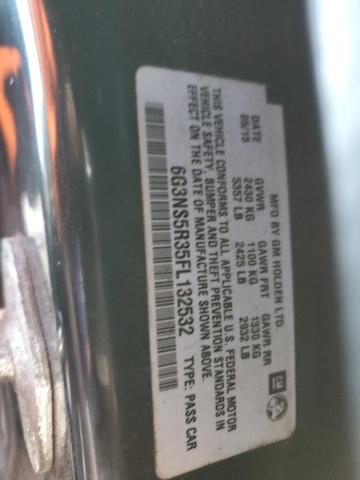 MFD BY GM HOLDEN LTD.
DATE GVWR GAWR FRT GAWR RR
05/15 2430 KG 1100 KG 1330 KG
5357 LB 2425 LB 2932 LB
THIS VEHICLE CONFORMS TO ALL APPLICABLE U.S. FEDERAL MOTOR
VEHICLE SAFETY, BUMPER AND THEFT PREVENTION STANDARDS
IN EFFECT ON THE DATE OF MANUFACTURE SHOWN ABOVE.
6G3NS5R35FL132532 TYPE: PASS CAR
GM